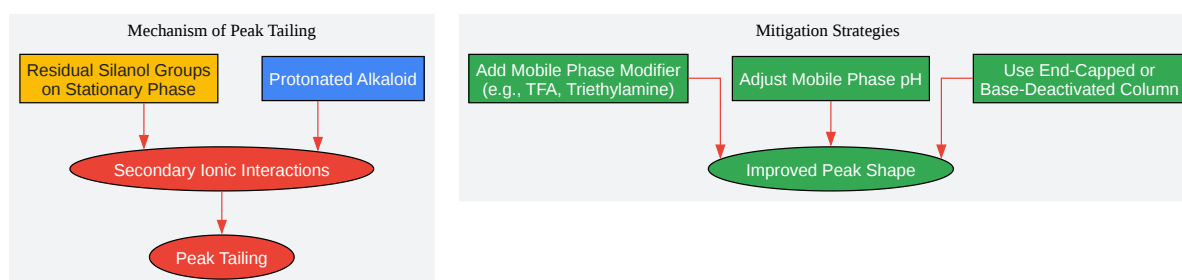 Mechanism of Peak Tailing
Residual Silanol Groups
on Stationary Phase
Protonated Alkaloid
Secondary Ionic Interactions
Peak Tailing
Mitigation Strategies
Add Mobile Phase Modifier
(e.g., TFA, Triethylamine)
Adjust Mobile Phase pH
Use End-Capped or
Base-Deactivated Column
Improved Peak Shape